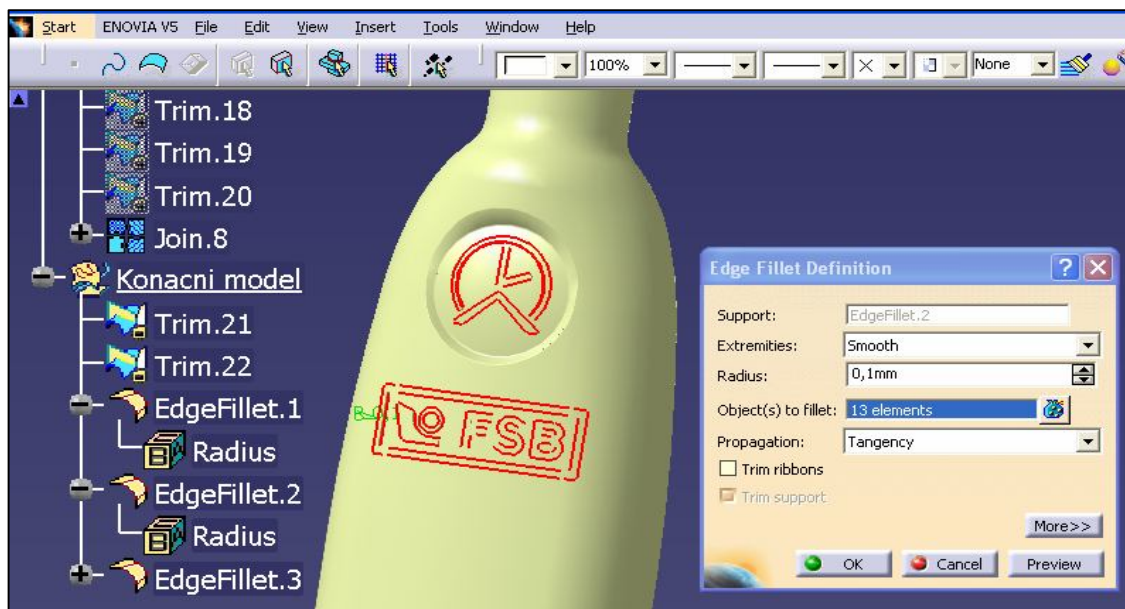 Start ENOVIA V5 File Edit View Insert Tools Window Help
100% None
Trim.18
Trim.19
Trim.20
Join.8
Konacni model
Trim.21
Trim.22
EdgeFillet.1
Radius
EdgeFillet.2
Radius
EdgeFillet.3
FSB
Edge Fillet Definition
Support: EdgeFillet.2
Extremities: Smooth
Radius: 0,1mm
Object(s) to fillet: 13 elements
Propagation: Tangency
Trim ribbons
Trim support
More>>
OK Cancel Preview